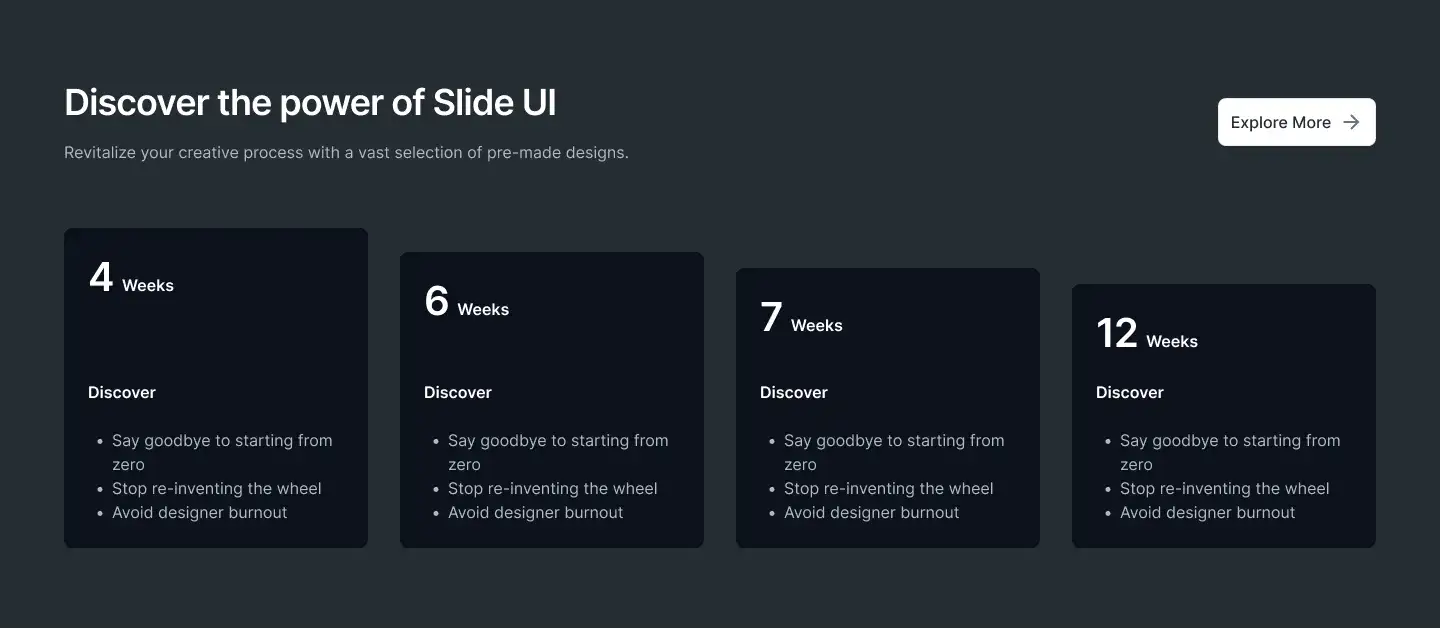 Discover the power of Slide UI
Revitalize your creative process with a vast selection of pre-made designs.
Explore More
4 Weeks
Discover
• Say goodbye to starting from
zero
• Stop re-inventing the wheel
• Avoid designer burnout
6 Weeks
Discover
• Say goodbye to starting from
zero
• Stop re-inventing the wheel
• Avoid designer burnout
7 Weeks
Discover
• Say goodbye to starting from
zero
• Stop re-inventing the wheel
• Avoid designer burnout
12 Weeks
Discover
• Say goodbye to starting from
zero
• Stop re-inventing the wheel
• Avoid designer burnout